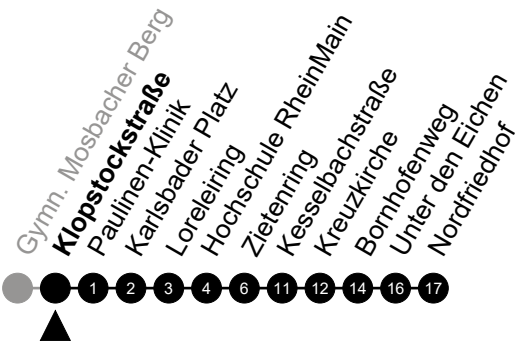 Gymn. Mosbacher Berg
Klopstockstraße
Paulinen-Klinik
Karlsbader Platz
Loreleiring
Hochschule RheinMain
Zietenring
Kesselbachstraße
Kreuzkirche
Bornhofenweg
Unter den Eichen
Nordfriedhof
1 2 3 4 6 11 12 14 16 17